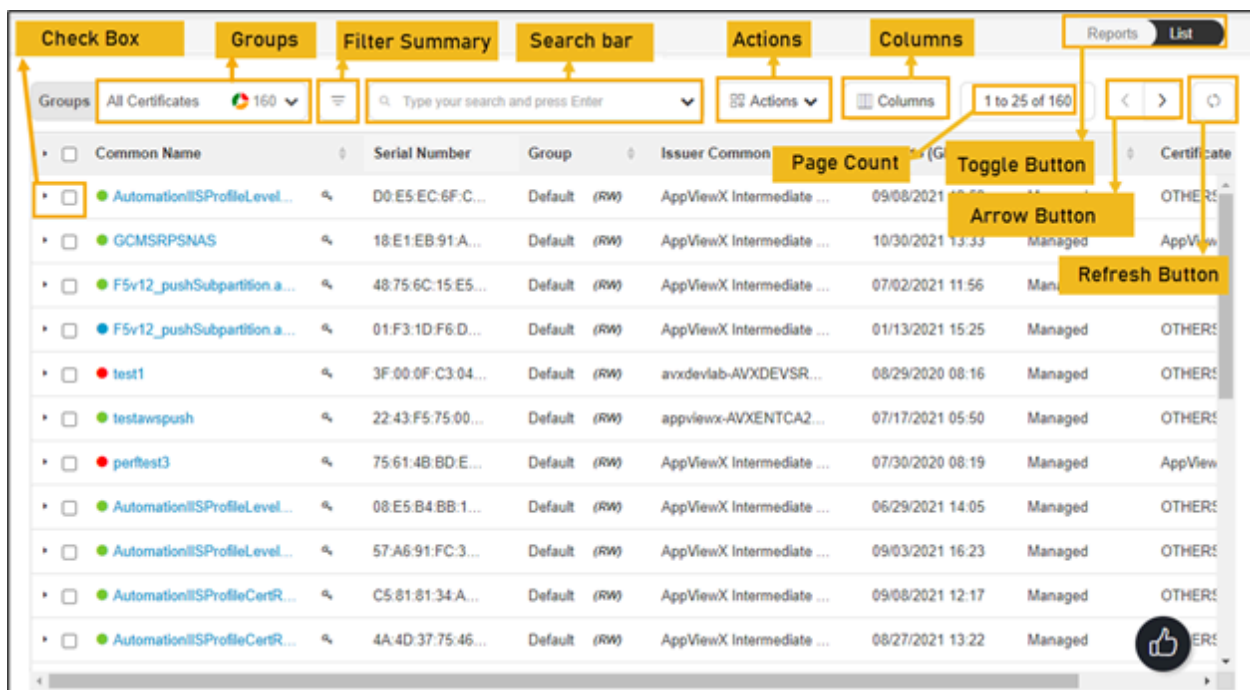 Check Box Groups Filter Summary Search bar Actions Columns Reports List
Groups All Certificates 160 Type your search and press Enter Actions Columns 1 to 25 of 160
Common Name Serial Number Group Issuer Common (G Certificate
Page Count Toggle Button
AutomationIISProfileLevel... D0:E5:EC:6F:C... Default (RW) AppViewX Intermediate ... 09/08/2021 OTHERS
Arrow Button
GCMSRPSNAS 18:E1:EB:91:A... Default (RW) AppViewX Intermediate ... 10/30/2021 13:33 Managed AppView
Refresh Button
F5v12_pushSubpartition.a... 48:75:6C:15:E5... Default (RW) AppViewX Intermediate ... 07/02/2021 11:56 Man
F5v12_pushSubpartition.a... 01:F3:1D:F6:D... Default (RW) AppViewX Intermediate ... 01/13/2021 15:25 Managed OTHERS
test1 3F:00:0F:C3:04... Default (RW) avxdevlab-AVXDEVSR... 08/29/2020 08:16 Managed OTHERS
testawspush 22:43:F5:75:00... Default (RW) appviewx-AVXENTCA2... 07/17/2021 05:50 Managed OTHERS
perftest3 75:61:4B:BD:E... Default (RW) AppViewX Intermediate ... 07/30/2020 08:19 Managed AppView
AutomationIISProfileLevel... 08:E5:B4:BB:1... Default (RW) AppViewX Intermediate ... 06/29/2021 14:05 Managed OTHERS
AutomationIISProfileLevel... 57:A6:91:FC:3... Default (RW) AppViewX Intermediate ... 09/03/2021 16:23 Managed OTHERS
AutomationIISProfileCertR... C5:81:81:34:A... Default (RW) AppViewX Intermediate ... 09/08/2021 12:17 Managed OTHERS
AutomationIISProfileCertR... 4A:4D:37:75:46... Default (RW) AppViewX Intermediate ... 08/27/2021 13:22 Managed ERS